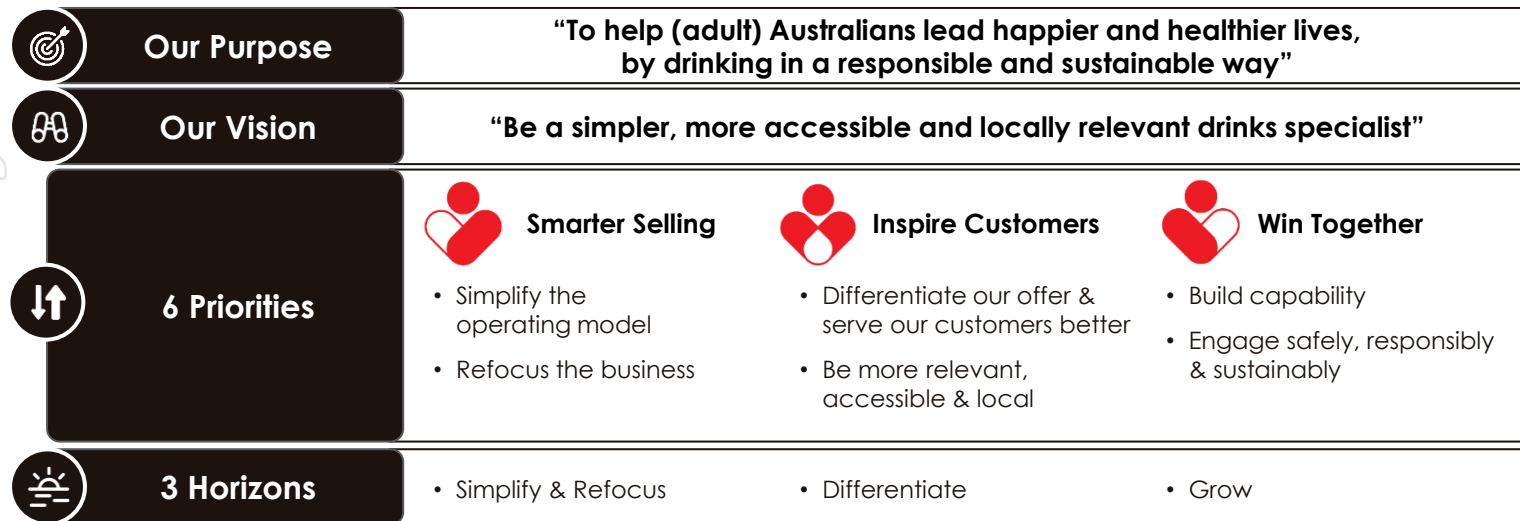 Our Purpose
“To help (adult) Australians lead happier and healthier lives,
by drinking in a responsible and sustainable way”
Our Vision
“Be a simpler, more accessible and locally relevant drinks specialist”
6 Priorities
Smarter Selling
• Simplify the
operating model
• Refocus the business
Inspire Customers
• Differentiate our offer &
serve our customers better
• Be more relevant,
accessible & local
Win Together
• Build capability
• Engage safely, responsibly
& sustainably
3 Horizons
• Simplify & Refocus
• Differentiate
• Grow